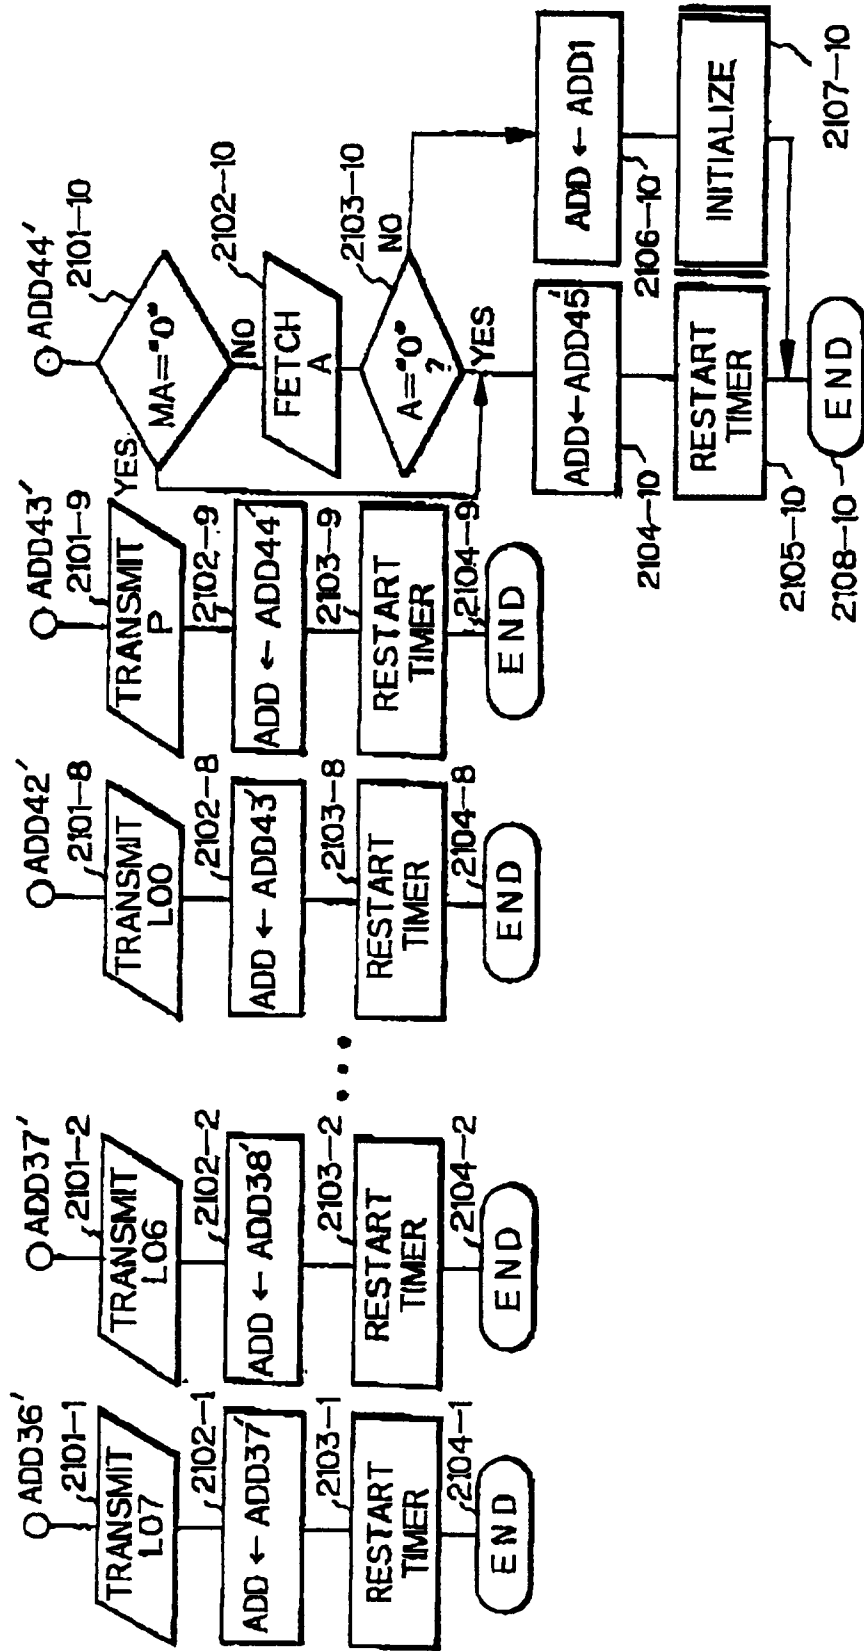 ADD36'
2101-1
TRANSMIT
L07
2102-1
ADD ← ADD37'
2103-1
RESTART
TIMER
2104-1
END
ADD37'
2101-2
TRANSMIT
L06
2102-2
ADD ← ADD38'
2103-2
RESTART
TIMER
2104-2
END
...
ADD42'
2101-8
TRANSMIT
L00
2102-8
ADD ← ADD43'
2103-8
RESTART
TIMER
2104-8
END
ADD43'
2101-9
TRANSMIT
P
2102-9
ADD ← ADD44'
2103-9
RESTART
TIMER
2104-9
END
ADD44'
2101-10
MA="0"
YES
NO
2102-10
FETCH
A
2103-10
A="0"
?
NO
YES
ADD←ADD45'
2104-10
RESTART
TIMER
2105-10
ADD ← ADD1
2106-10
INITIALIZE
2107-10
END
2108-10